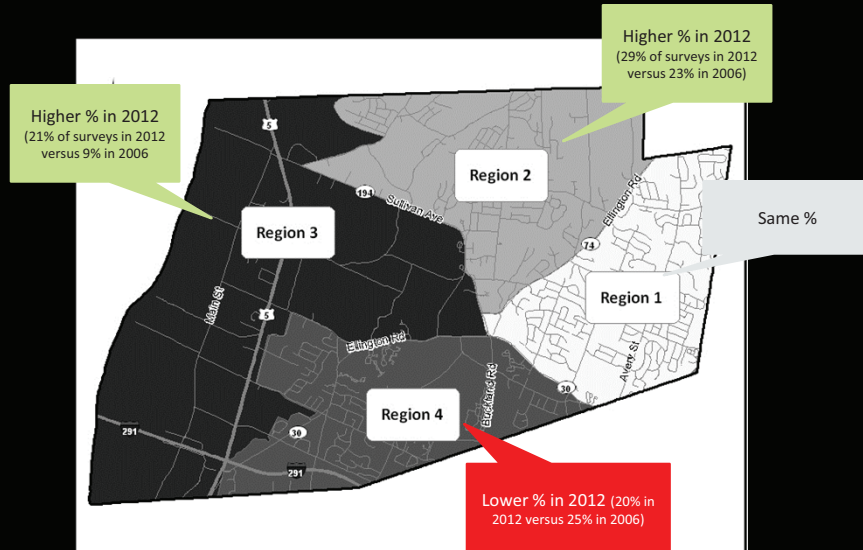 Higher % in 2012
(29% of surveys in 2012
versus 23% in 2006)
Higher % in 2012
(21% of surveys in 2012
versus 9% in 2006
5
Region 2
194
Sullivan Ave
Ellington Rd
Same %
Region 3
74
Main St
Region 1
5
Ellington Rd
Avery St
Buckland Rd
30
Region 4
291
30
291
Lower % in 2012 (20% in
2012 versus 25% in 2006)